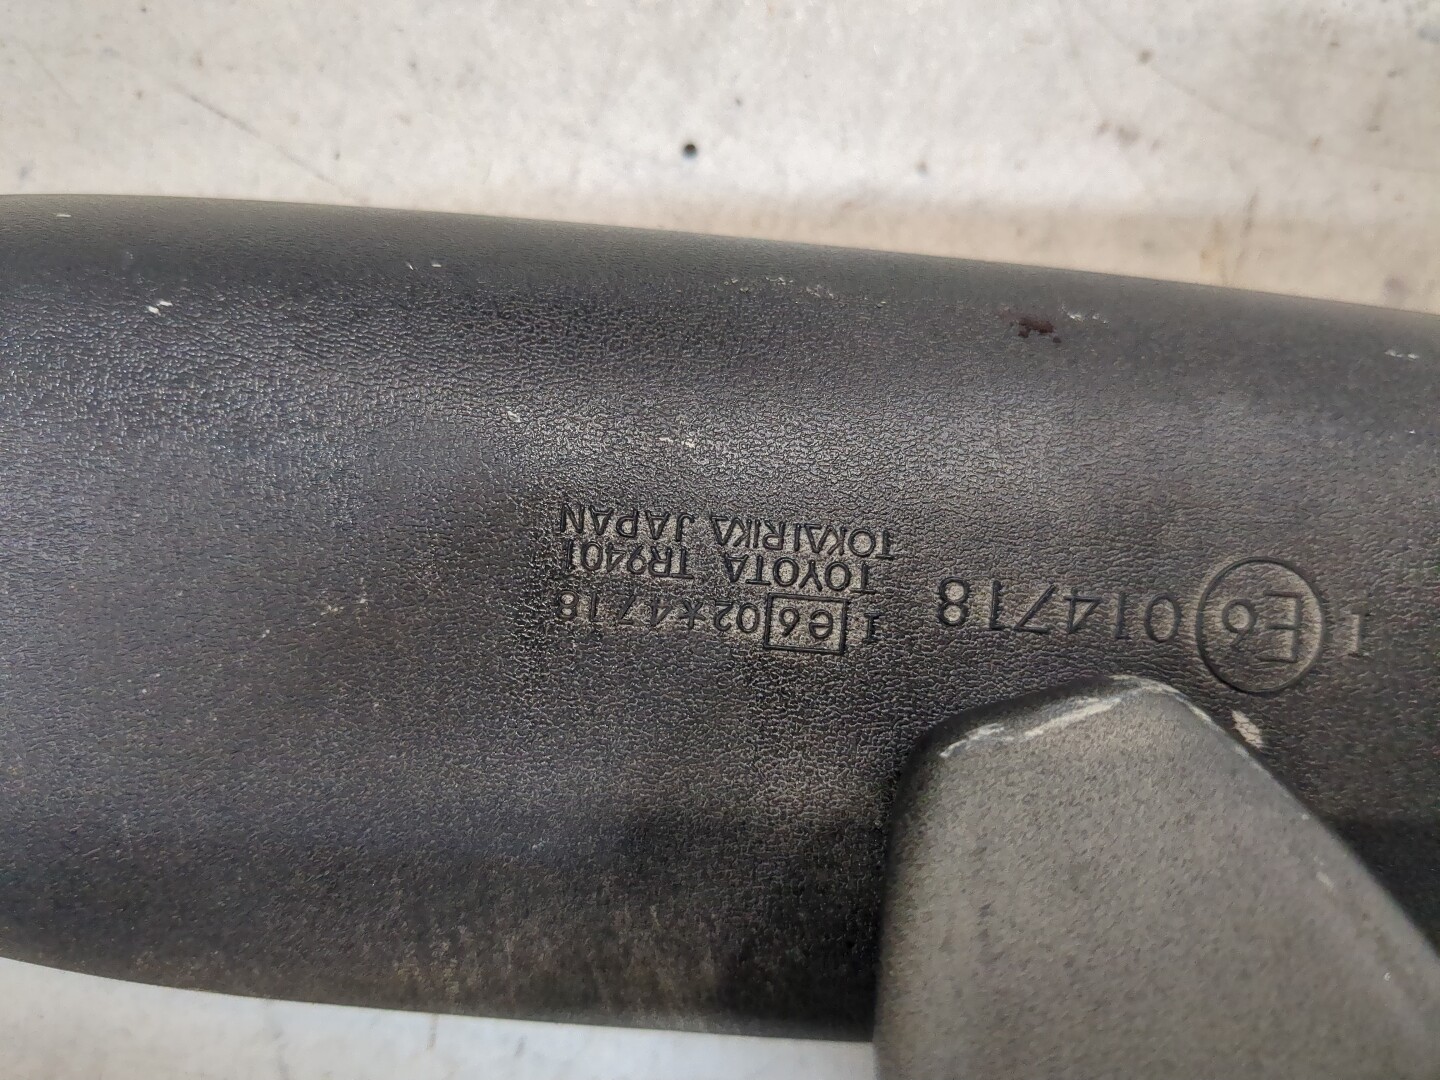 I E6 014718
I e6 02*4718
TOYOTA TR9401
TOKAIRIKA JAPAN